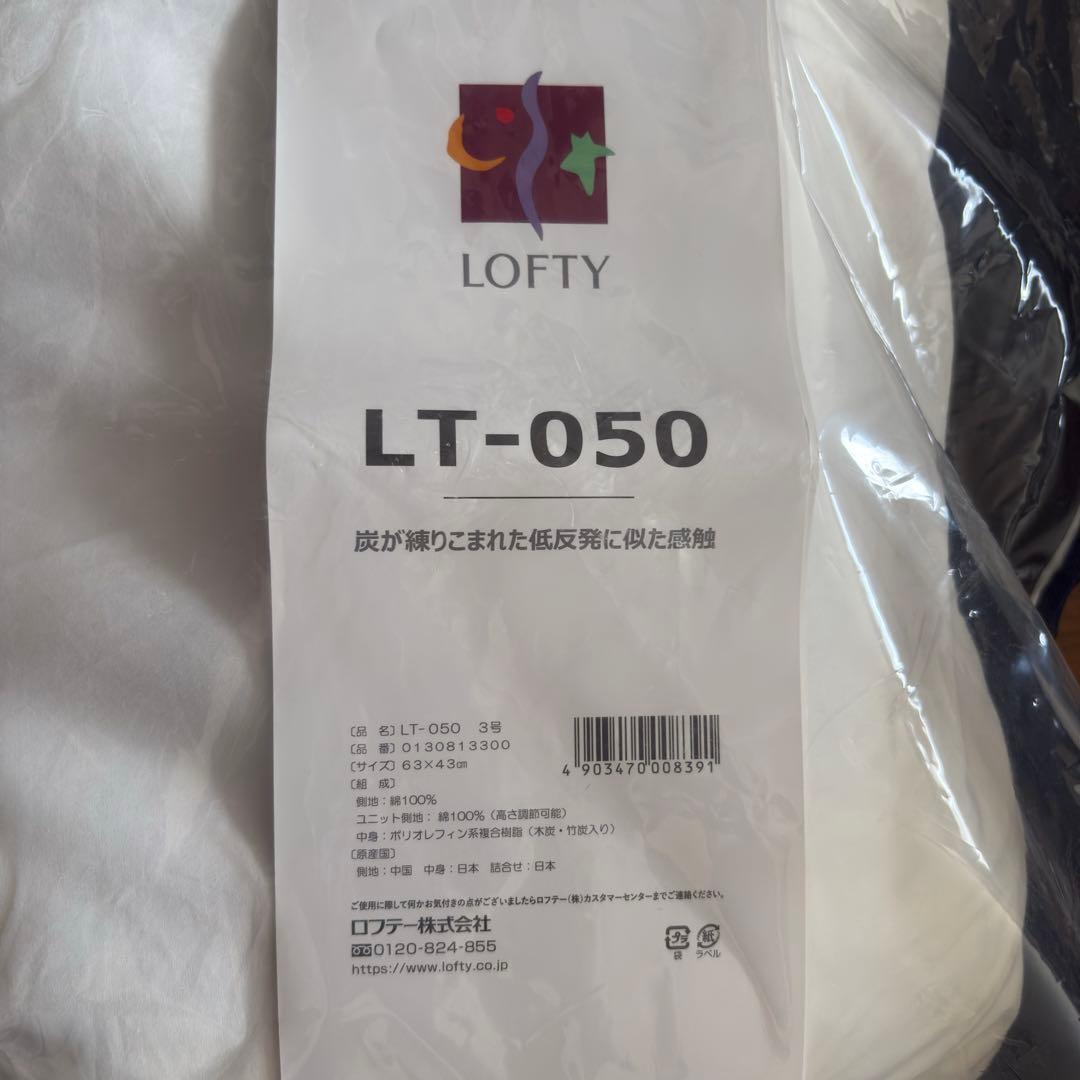 LOFTY
LT-050
炭が練りこまれた低反発に似た感触
〔品　名〕LT-050　3号
〔品　番〕0130813300
〔サイズ〕63×43㎝
〔組　成〕
側地：綿100%
ユニット側地： 綿100%（高さ調節可能）
中身：ポリオレフィン系複合樹脂（木炭・竹炭入り）
〔原産国〕
側地：中国　中身：日本　詰合せ：日本
4 903470 008391
ご使用に際して何かお気付きの点がございましたらロフテー（株）カスタマーセンターまでご連絡ください。
ロフテー株式会社
0120-824-855
https://www.lofty.co.jp
プラ 紙
袋 ラベル